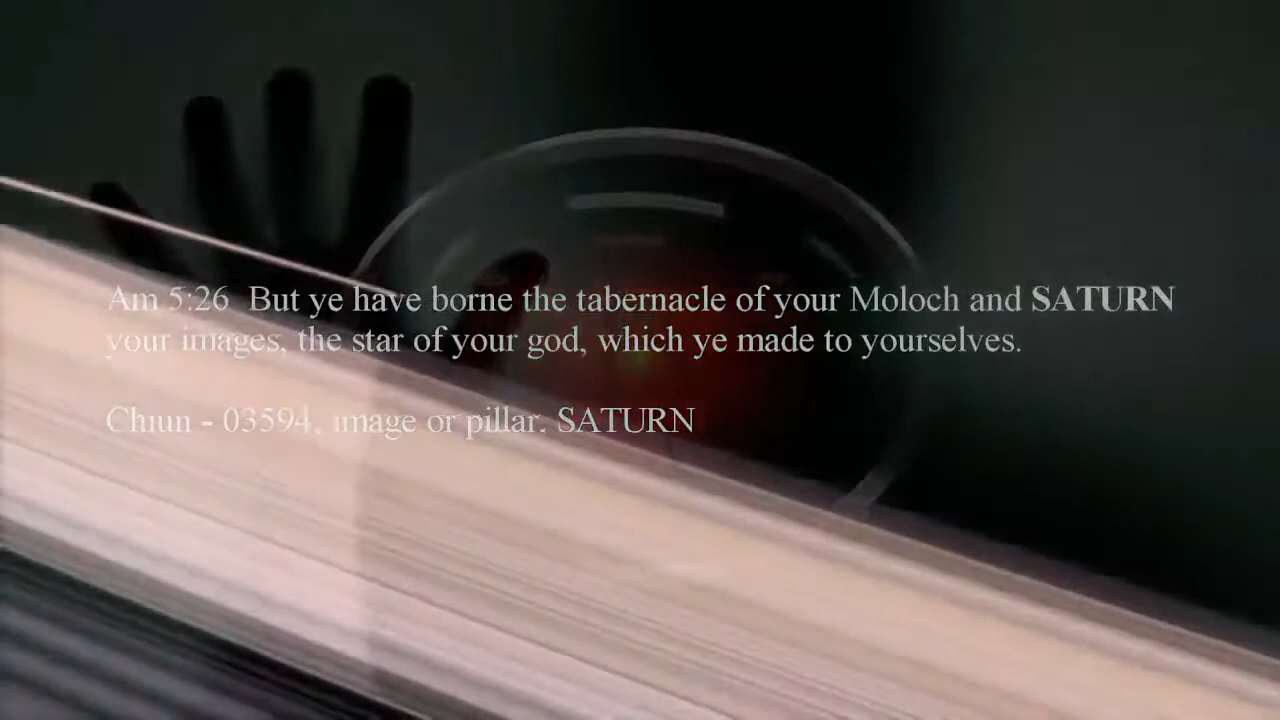 Am 5:26 But ye have borne the tabernacle of your Moloch and SATURN
your images, the star of your god, which ye made to yourselves.
Chiun - 03594, image or pillar. SATURN